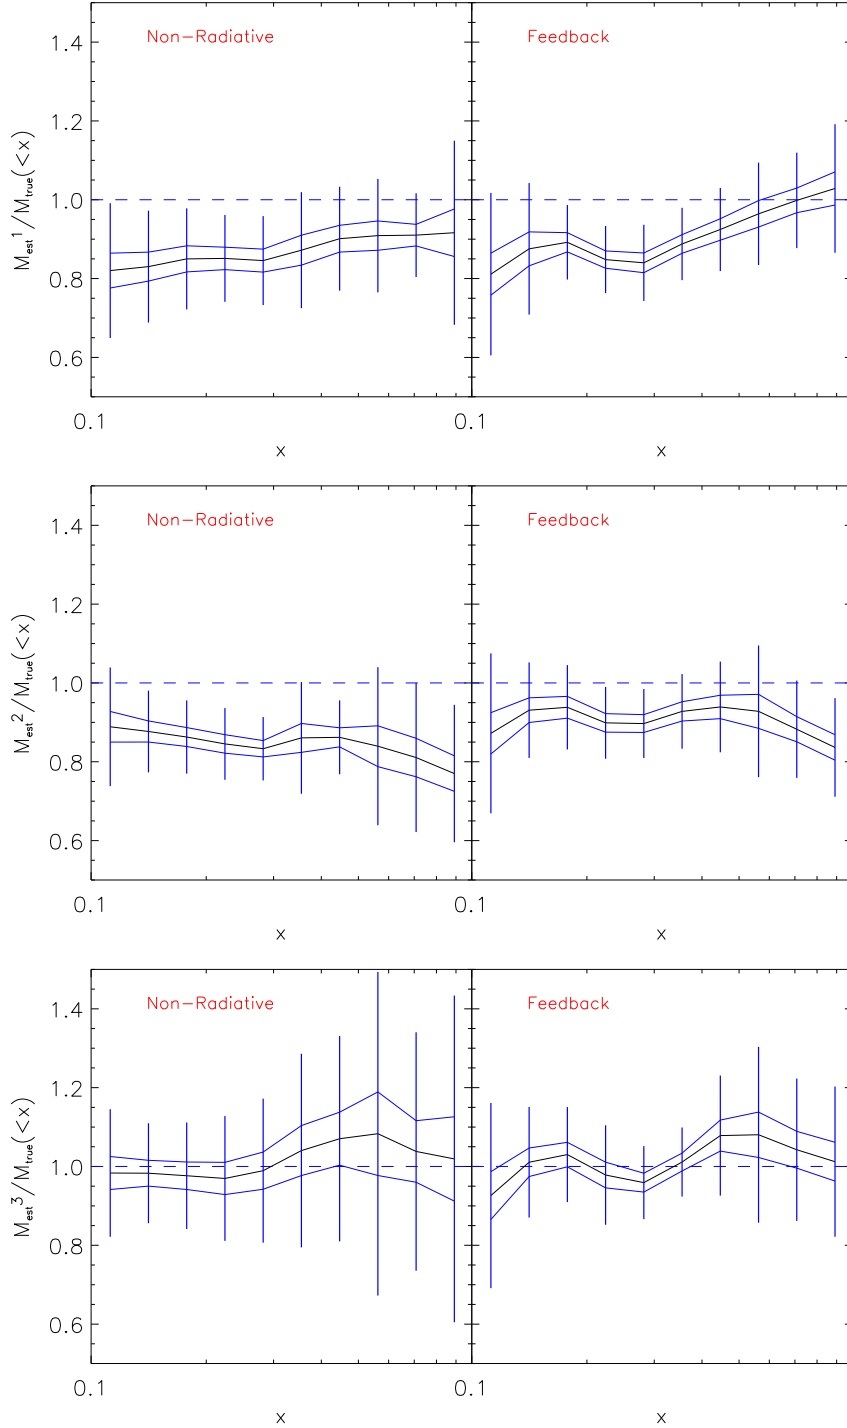 1.4
1.2
1.0
0.8
0.6
M_est^1/M_true(<x)
Non-Radiative
Feedback
0.1
0.1
x
x
1.4
1.2
1.0
0.8
0.6
M_est^2/M_true(<x)
Non-Radiative
Feedback
0.1
0.1
x
x
1.4
1.2
1.0
0.8
0.6
M_est^3/M_true(<x)
Non-Radiative
Feedback
0.1
0.1
x
x